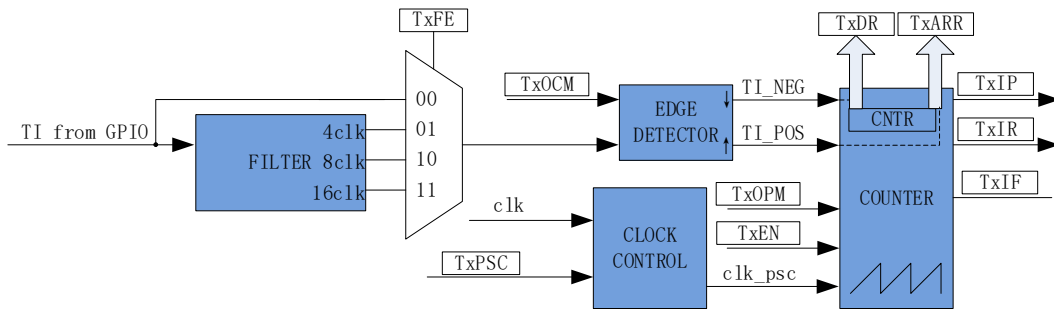 TxFE
TxDR
TxARR
TxOCM
TI_NEG
TxIP
00
EDGE
DETECTOR
↓
↑
CNTR
TI from GPIO
4clk
01
TI_POS
TxIR
FILTER 8clk
10
16clk
11
TxIF
clk
TxOPM
COUNTER
CLOCK
CONTROL
TxEN
TxPSC
clk_psc